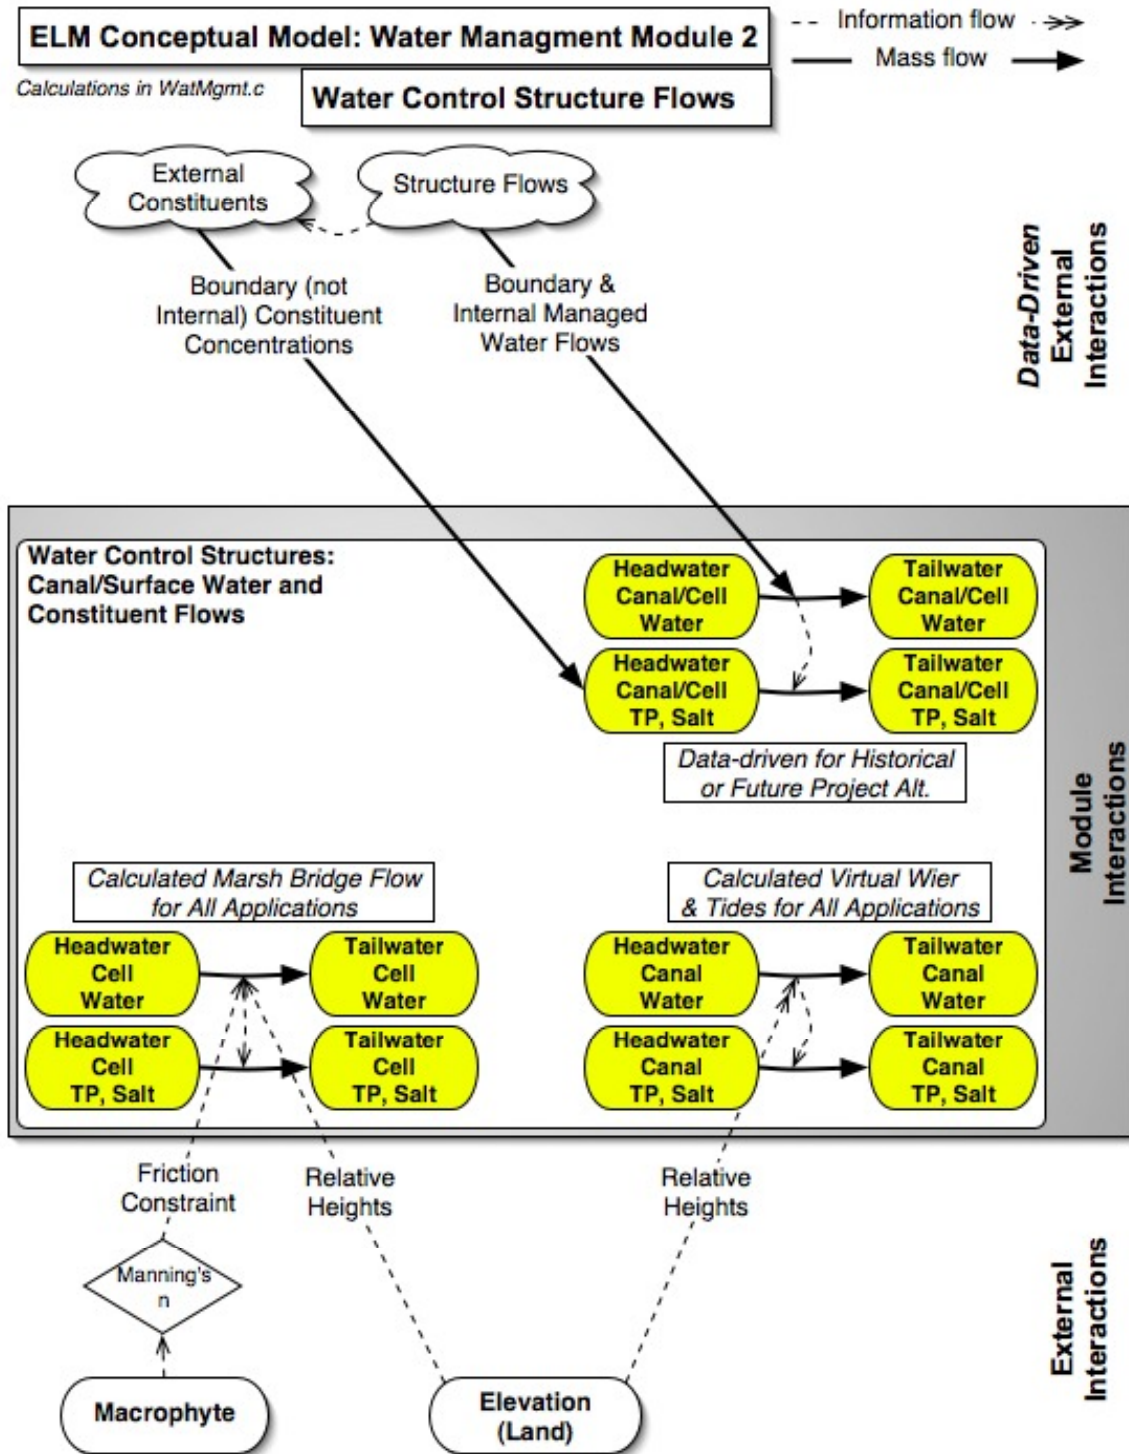 ELM Conceptual Model: Water Managment Module 2
Information flow
Mass flow
Calculations in WatMgmt.c
Water Control Structure Flows
External
Constituents
Structure Flows
Boundary (not
Internal) Constituent
Concentrations
Boundary &
Internal Managed
Water Flows
Data-Driven
External
Interactions
Water Control Structures:
Canal/Surface Water and
Constituent Flows
Headwater
Canal/Cell
Water
Tailwater
Canal/Cell
Water
Headwater
Canal/Cell
TP, Salt
Tailwater
Canal/Cell
TP, Salt
Data-driven for Historical
or Future Project Alt.
Module
Interactions
Calculated Marsh Bridge Flow
for All Applications
Headwater
Cell
Water
Tailwater
Cell
Water
Headwater
Cell
TP, Salt
Tailwater
Cell
TP, Salt
Calculated Virtual Wier
& Tides for All Applications
Headwater
Canal
Water
Tailwater
Canal
Water
Headwater
Canal
TP, Salt
Tailwater
Canal
TP, Salt
Friction
Constraint
Relative
Heights
Relative
Heights
Manning's
n
Macrophyte
Elevation
(Land)
External
Interactions